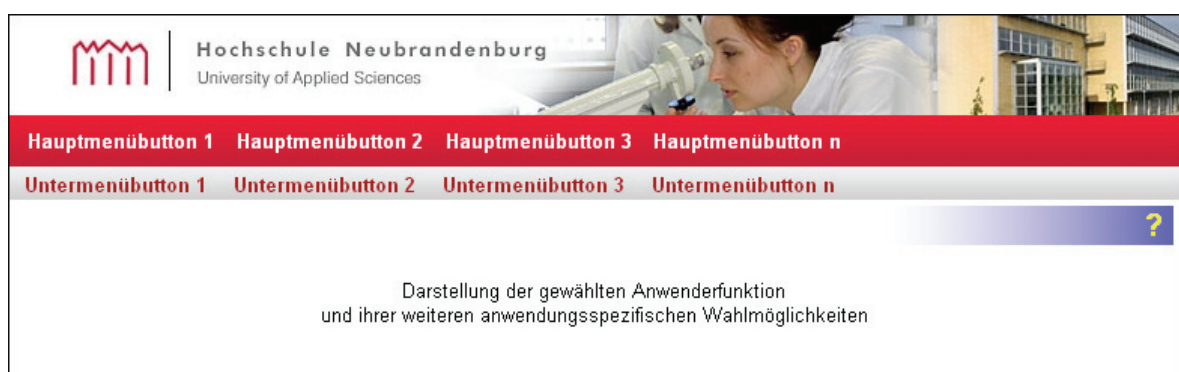 Hochschule Neubrandenburg
University of Applied Sciences
Hauptmenübutton 1 Hauptmenübutton 2 Hauptmenübutton 3 Hauptmenübutton n
Untermenübutton 1 Untermenübutton 2 Untermenübutton 3 Untermenübutton n
?
Darstellung der gewählten Anwenderfunktion
und ihrer weiteren anwendungsspezifischen Wahlmöglichkeiten